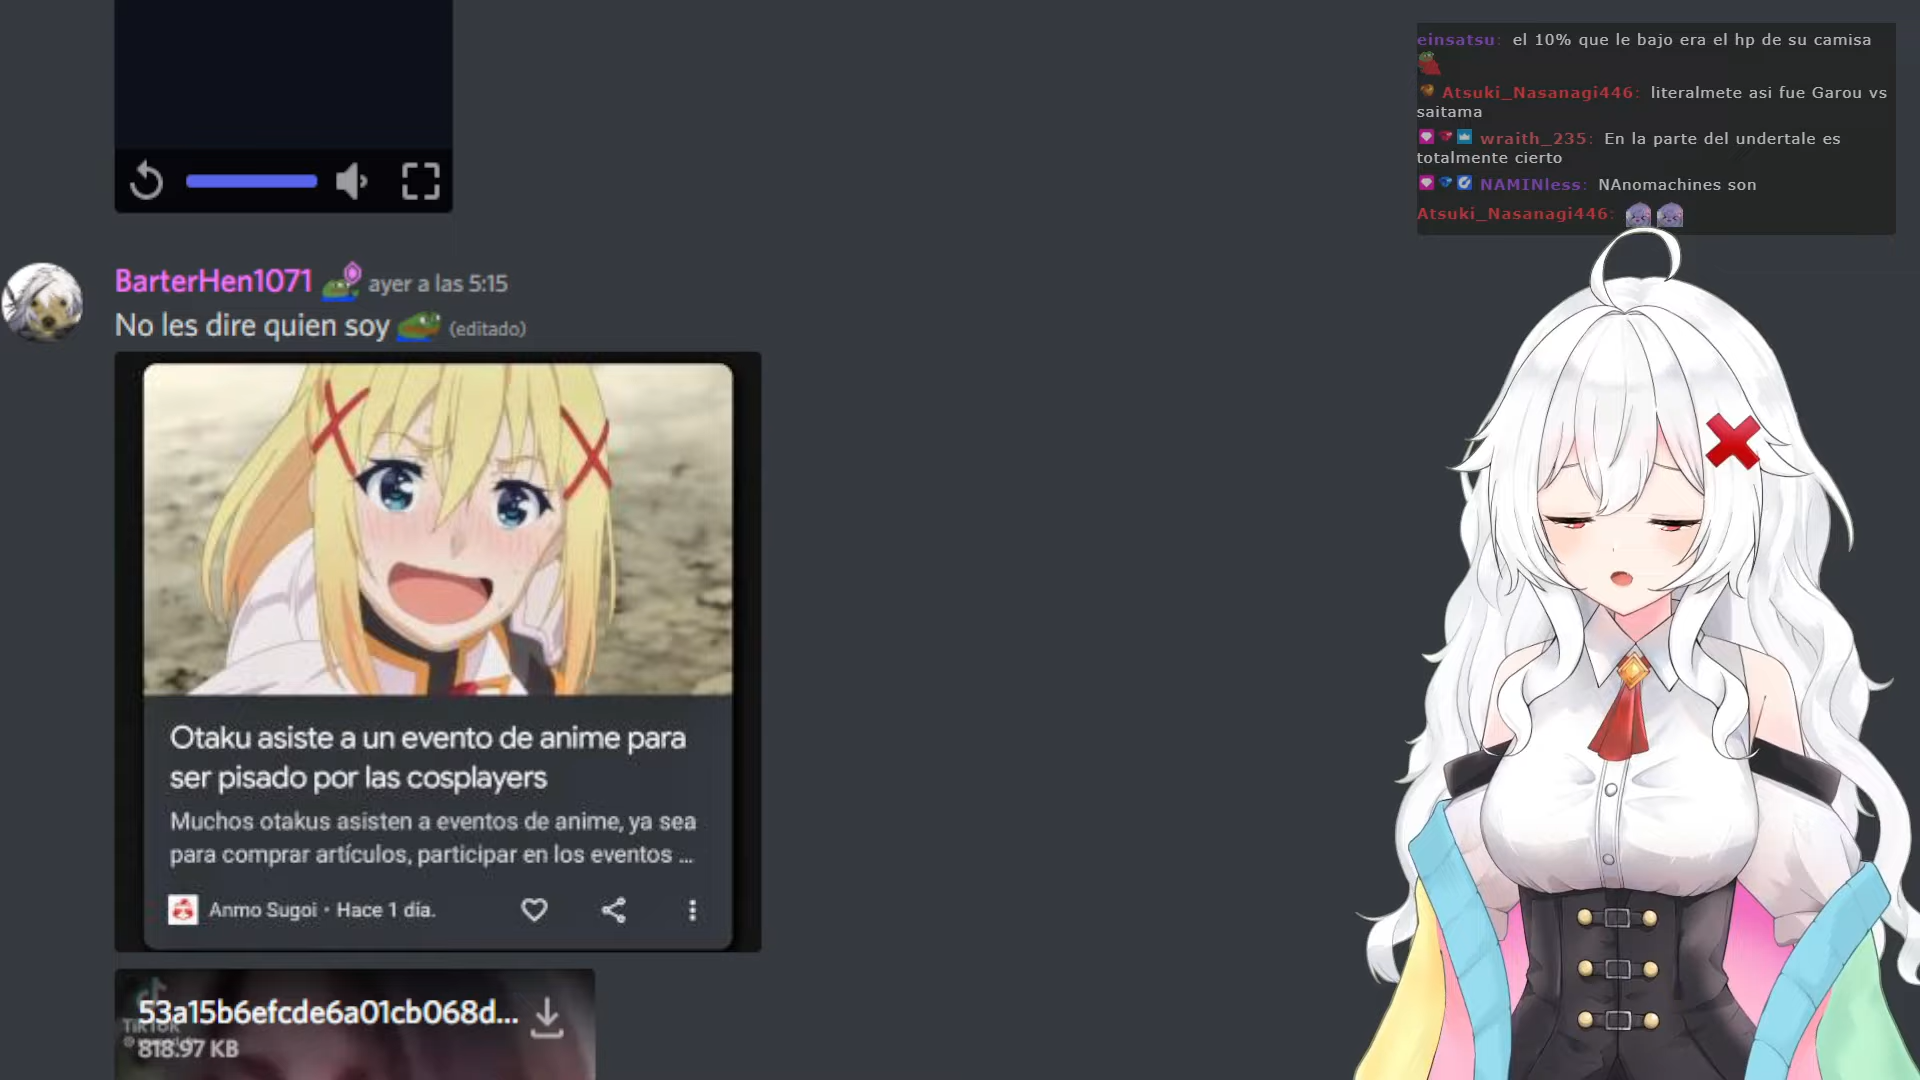 einsatsu: el 10% que le bajo era el hp de su camisa
Atsuki_Nasanagi446: literalmete asi fue Garou vs
saitama
wraith_235: En la parte del undertale es
totalmente cierto
NAMINless: NAnomachines son
Atsuki_Nasanagi446:
BarterHen1071 ayer a las 5:15
No les dire quien soy (editado)
Otaku asiste a un evento de anime para
ser pisado por las cosplayers
Muchos otakus asisten a eventos de anime, ya sea
para comprar artículos, participar en los eventos ...
Anmo Sugoi • Hace 1 día.
53a15b6efcde6a01cb068d...
TikTok
818.97 KB